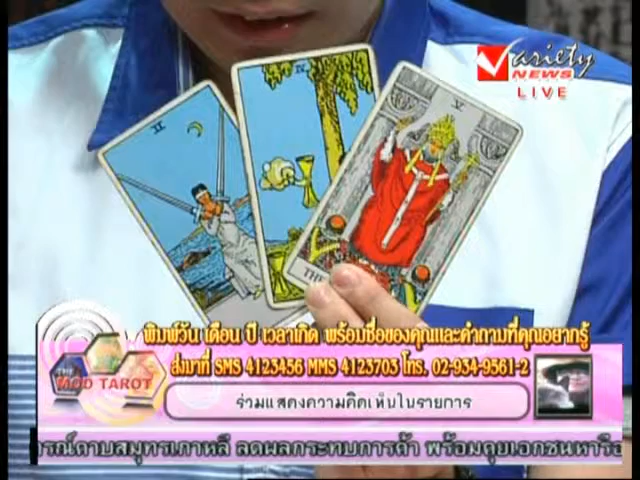 Variety
NEWS
LIVE
II
IV
V
THE
พิมพ์วัน เดือน ปี เวลาเกิด พร้อมชื่อของคุณและคำถามที่คุณอยากรู้
ส่งมาที่ SMS 4123456 MMS 4123703 โทร. 02-934-9561-2
THE
MOD TAROT
ร่วมแสดงความคิดเห็นในรายการ
รณ์คาบสมุทรเกาหลี ลดผลกระทบการค้า พร้อมคุยเอกชนหารือ